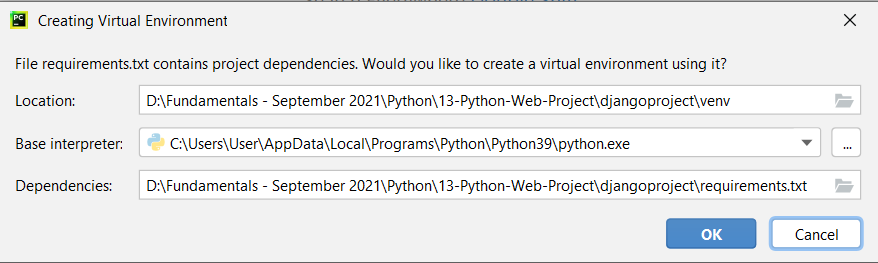 PC
Creating Virtual Environment
File requirements.txt contains project dependencies. Would you like to create a virtual environment using it?
Location: D:\Fundamentals - September 2021\Python\13-Python-Web-Project\djangoproject\venv
Base interpreter: C:\Users\User\AppData\Local\Programs\Python\Python39\python.exe ...
Dependencies: D:\Fundamentals - September 2021\Python\13-Python-Web-Project\djangoproject\requirements.txt
OK Cancel